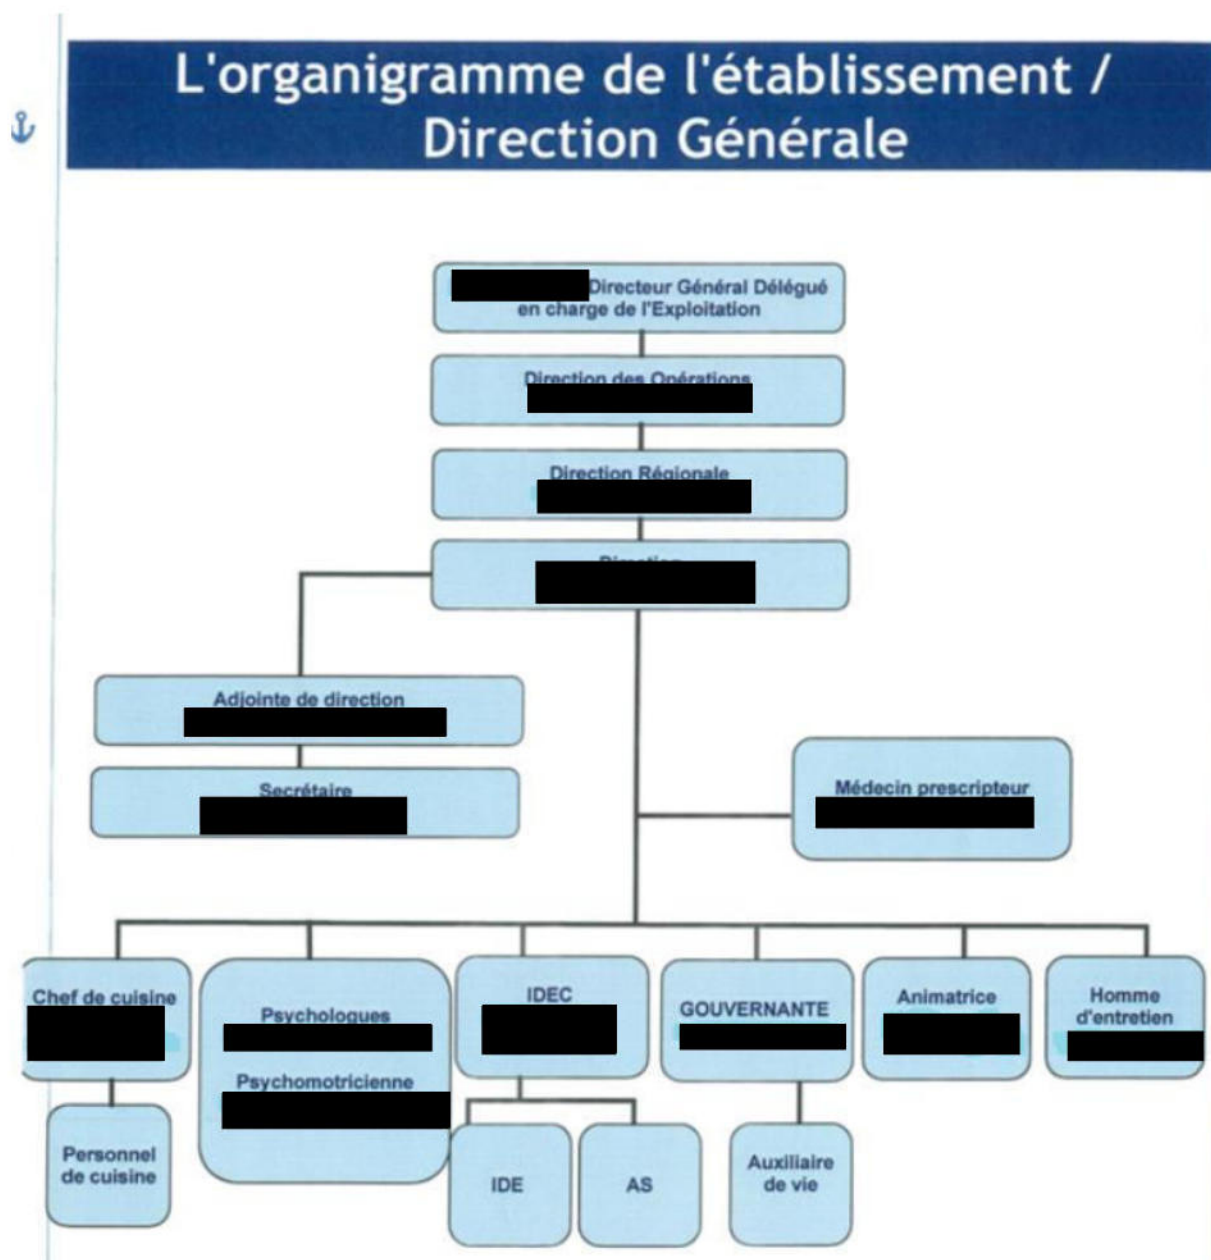 L'organigramme de l'établissement /
Direction Générale
Directeur Général Délégué
en charge de l'Exploitation
Direction des Opérations
Direction Régionale
Direction
Adjointe de direction
Secrétaire
Médecin prescripteur
Chef de cuisine
Psychologues
Psychomotricienne
IDEC
GOUVERNANTE
Animatrice
Homme
d'entretien
Personnel
de cuisine
IDE
AS
Auxiliaire
de vie